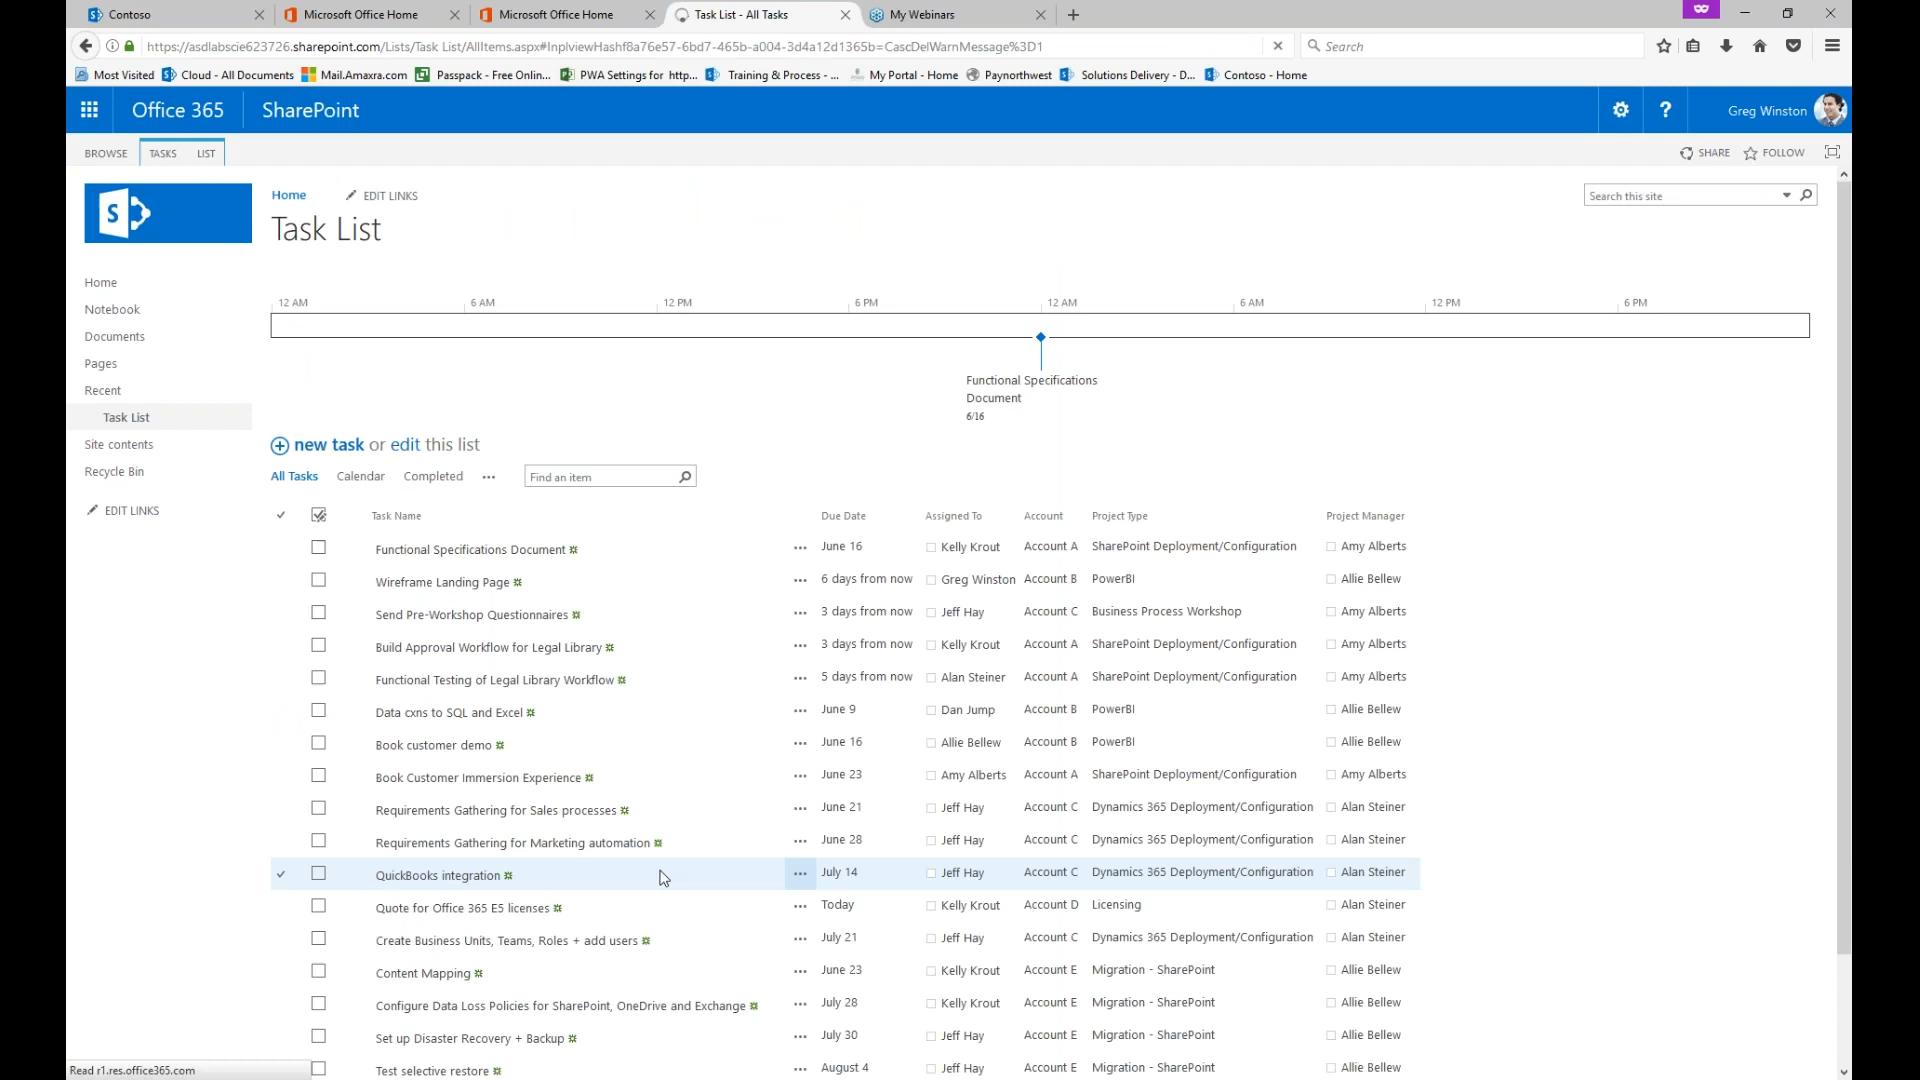 Contoso
Microsoft Office Home
Microsoft Office Home
Task List - All Tasks
My Webinars
https://asdlabscie623726.sharepoint.com/Lists/Task List/AllItems.aspx#InplviewHashf8a76e57-6bd7-465b-a004-3d4a12d1365b=CascDelWarnMessage%3D1
Search
Most Visited
Cloud - All Documents
Mail.Amaxra.com
Passpack - Free Onlin...
PWA Settings for http...
Training & Process - ...
My Portal - Home
Paynorthwest
Solutions Delivery - D...
Contoso - Home
Office 365
SharePoint
?
Greg Winston
BROWSE
TASKS
LIST
SHARE
FOLLOW
S
Home
EDIT LINKS
Search this site
Task List
Home
Notebook
Documents
Pages
Recent
Task List
Site contents
Recycle Bin
EDIT LINKS
12 AM
6 AM
12 PM
6 PM
12 AM
6 AM
12 PM
6 PM
Functional Specifications
Document
6/16
new task or edit this list
All Tasks
Calendar
Completed
...
Find an item
Task Name
Due Date
Assigned To
Account
Project Type
Project Manager
Functional Specifications Document ... June 16 Kelly Krout Account A SharePoint Deployment/Configuration Amy Alberts
Wireframe Landing Page ... 6 days from now Greg Winston Account B PowerBI Allie Bellew
Send Pre-Workshop Questionnaires ... 3 days from now Jeff Hay Account C Business Process Workshop Amy Alberts
Build Approval Workflow for Legal Library ... 3 days from now Kelly Krout Account A SharePoint Deployment/Configuration Amy Alberts
Functional Testing of Legal Library Workflow ... 5 days from now Alan Steiner Account A SharePoint Deployment/Configuration Amy Alberts
Data cxns to SQL and Excel ... June 9 Dan Jump Account B PowerBI Allie Bellew
Book customer demo ... June 16 Allie Bellew Account B PowerBI Allie Bellew
Book Customer Immersion Experience ... June 23 Amy Alberts Account A SharePoint Deployment/Configuration Amy Alberts
Requirements Gathering for Sales processes ... June 21 Jeff Hay Account C Dynamics 365 Deployment/Configuration Alan Steiner
Requirements Gathering for Marketing automation ... June 28 Jeff Hay Account C Dynamics 365 Deployment/Configuration Alan Steiner
QuickBooks integration ... July 14 Jeff Hay Account C Dynamics 365 Deployment/Configuration Alan Steiner
Quote for Office 365 E5 licenses ... Today Kelly Krout Account D Licensing Alan Steiner
Create Business Units, Teams, Roles + add users ... July 21 Jeff Hay Account C Dynamics 365 Deployment/Configuration Alan Steiner
Content Mapping ... June 23 Kelly Krout Account E Migration - SharePoint Allie Bellew
Configure Data Loss Policies for SharePoint, OneDrive and Exchange ... July 28 Kelly Krout Account E Migration - SharePoint Allie Bellew
Set up Disaster Recovery + Backup ... July 30 Jeff Hay Account E Migration - SharePoint Allie Bellew
Test selective restore ... August 4 Jeff Hay Account E Migration - SharePoint Allie Bellew
Read r1.res.office365.com